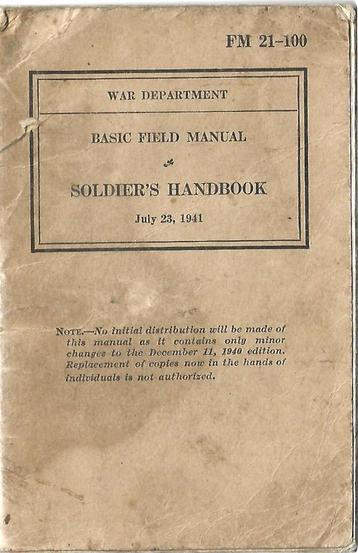 FM 21-100
WAR DEPARTMENT
BASIC FIELD MANUAL
SOLDIER'S HANDBOOK
July 23, 1941
NOTE.—No initial distribution will be made of
this manual as it contains only minor
changes to the December 11, 1940 edition.
Replacement of copies now in the hands of
individuals is not authorized.